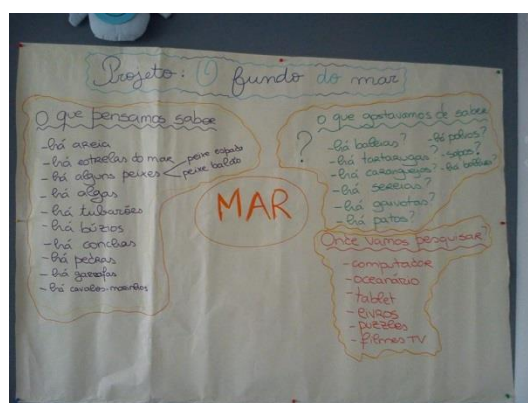 Projeto: O fundo do mar
O que pensamos saber
- há areia
- há estrelas do mar
- há alguns peixes
peixe espada
peixe balão
- há algas
- há tubarões
- há búzios
- há conchas
- há pedras
- há garrafas
- há cavalos-marinhos
MAR
?
O que gostávamos de saber
- há baleias?
- há polvos?
- há tartarugas?
- sapos?
- há caranguejos?
- há sereias?
- há gaivotas?
- há patos?
Onde vamos pesquisar?
- computador
- oceanário
- tablet
- livros
- puzzles
- filmes TV